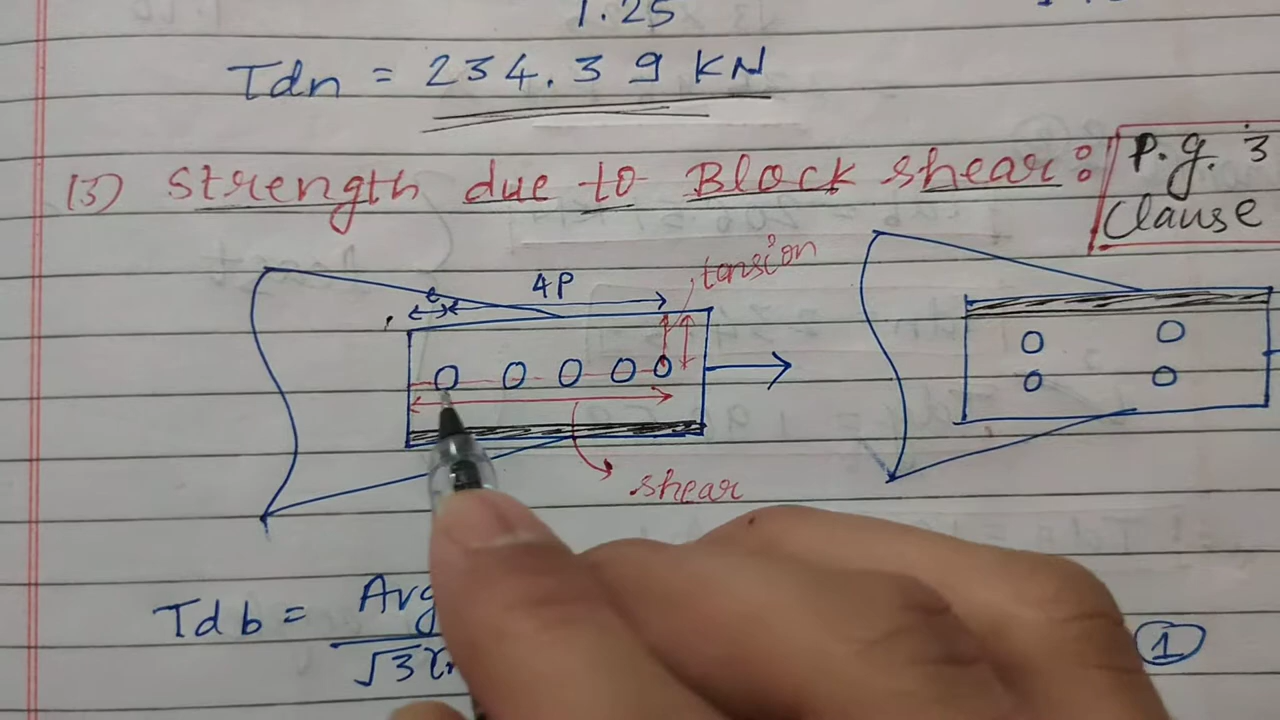 1.25
Tdn = 234.39 KN
(3) Strength due to Block shear: P.g. 3
Clause
tension
e 4P
shear
Tdb = Avg
√3γ
①